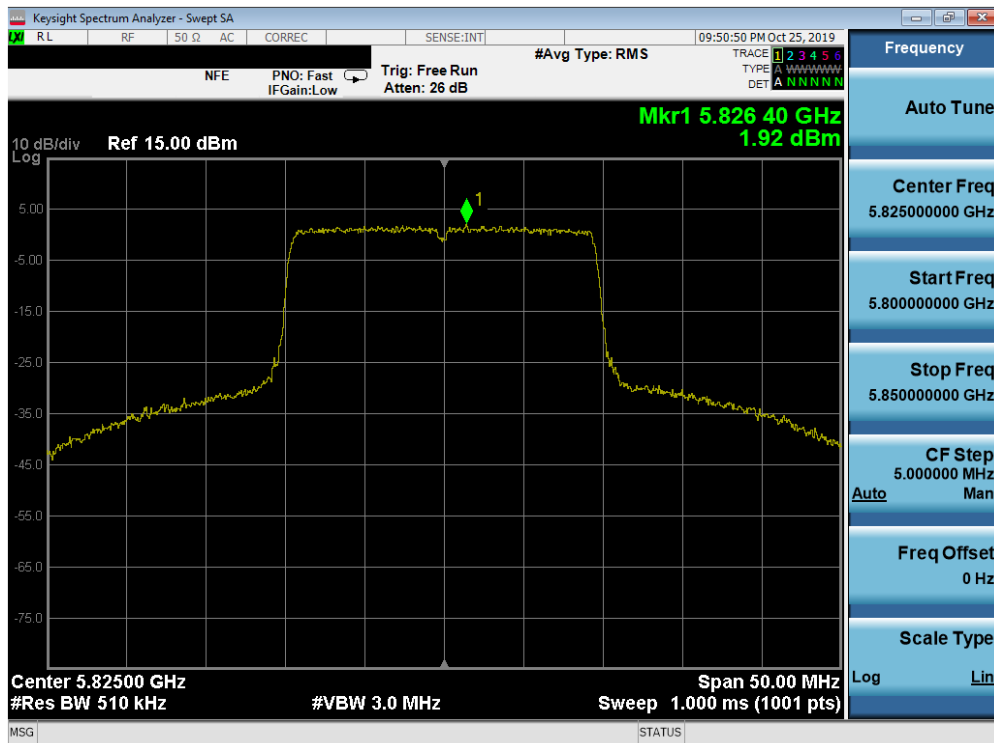 Keysight Spectrum Analyzer - Swept SA
LXI RL RF 50 Ω AC CORREC SENSE:INT 09:50:50 PM Oct 25, 2019
#Avg Type: RMS
TRACE 1 2 3 4 5 6
TYPE A WWWWWW
DET A N N N N N
NFE PNO: Fast Trig: Free Run
IFGain:Low Atten: 26 dB
Mkr1 5.826 40 GHz
1.92 dBm
10 dB/div Ref 15.00 dBm
Log
1
5.00
-5.00
-15.0
-25.0
-35.0
-45.0
-55.0
-65.0
-75.0
Center 5.82500 GHz Span 50.00 MHz
#Res BW 510 kHz #VBW 3.0 MHz Sweep 1.000 ms (1001 pts)
MSG STATUS
Frequency
Auto Tune
Center Freq
5.825000000 GHz
Start Freq
5.800000000 GHz
Stop Freq
5.850000000 GHz
CF Step
5.000000 MHz
Auto Man
Freq Offset
0 Hz
Scale Type
Log Lin